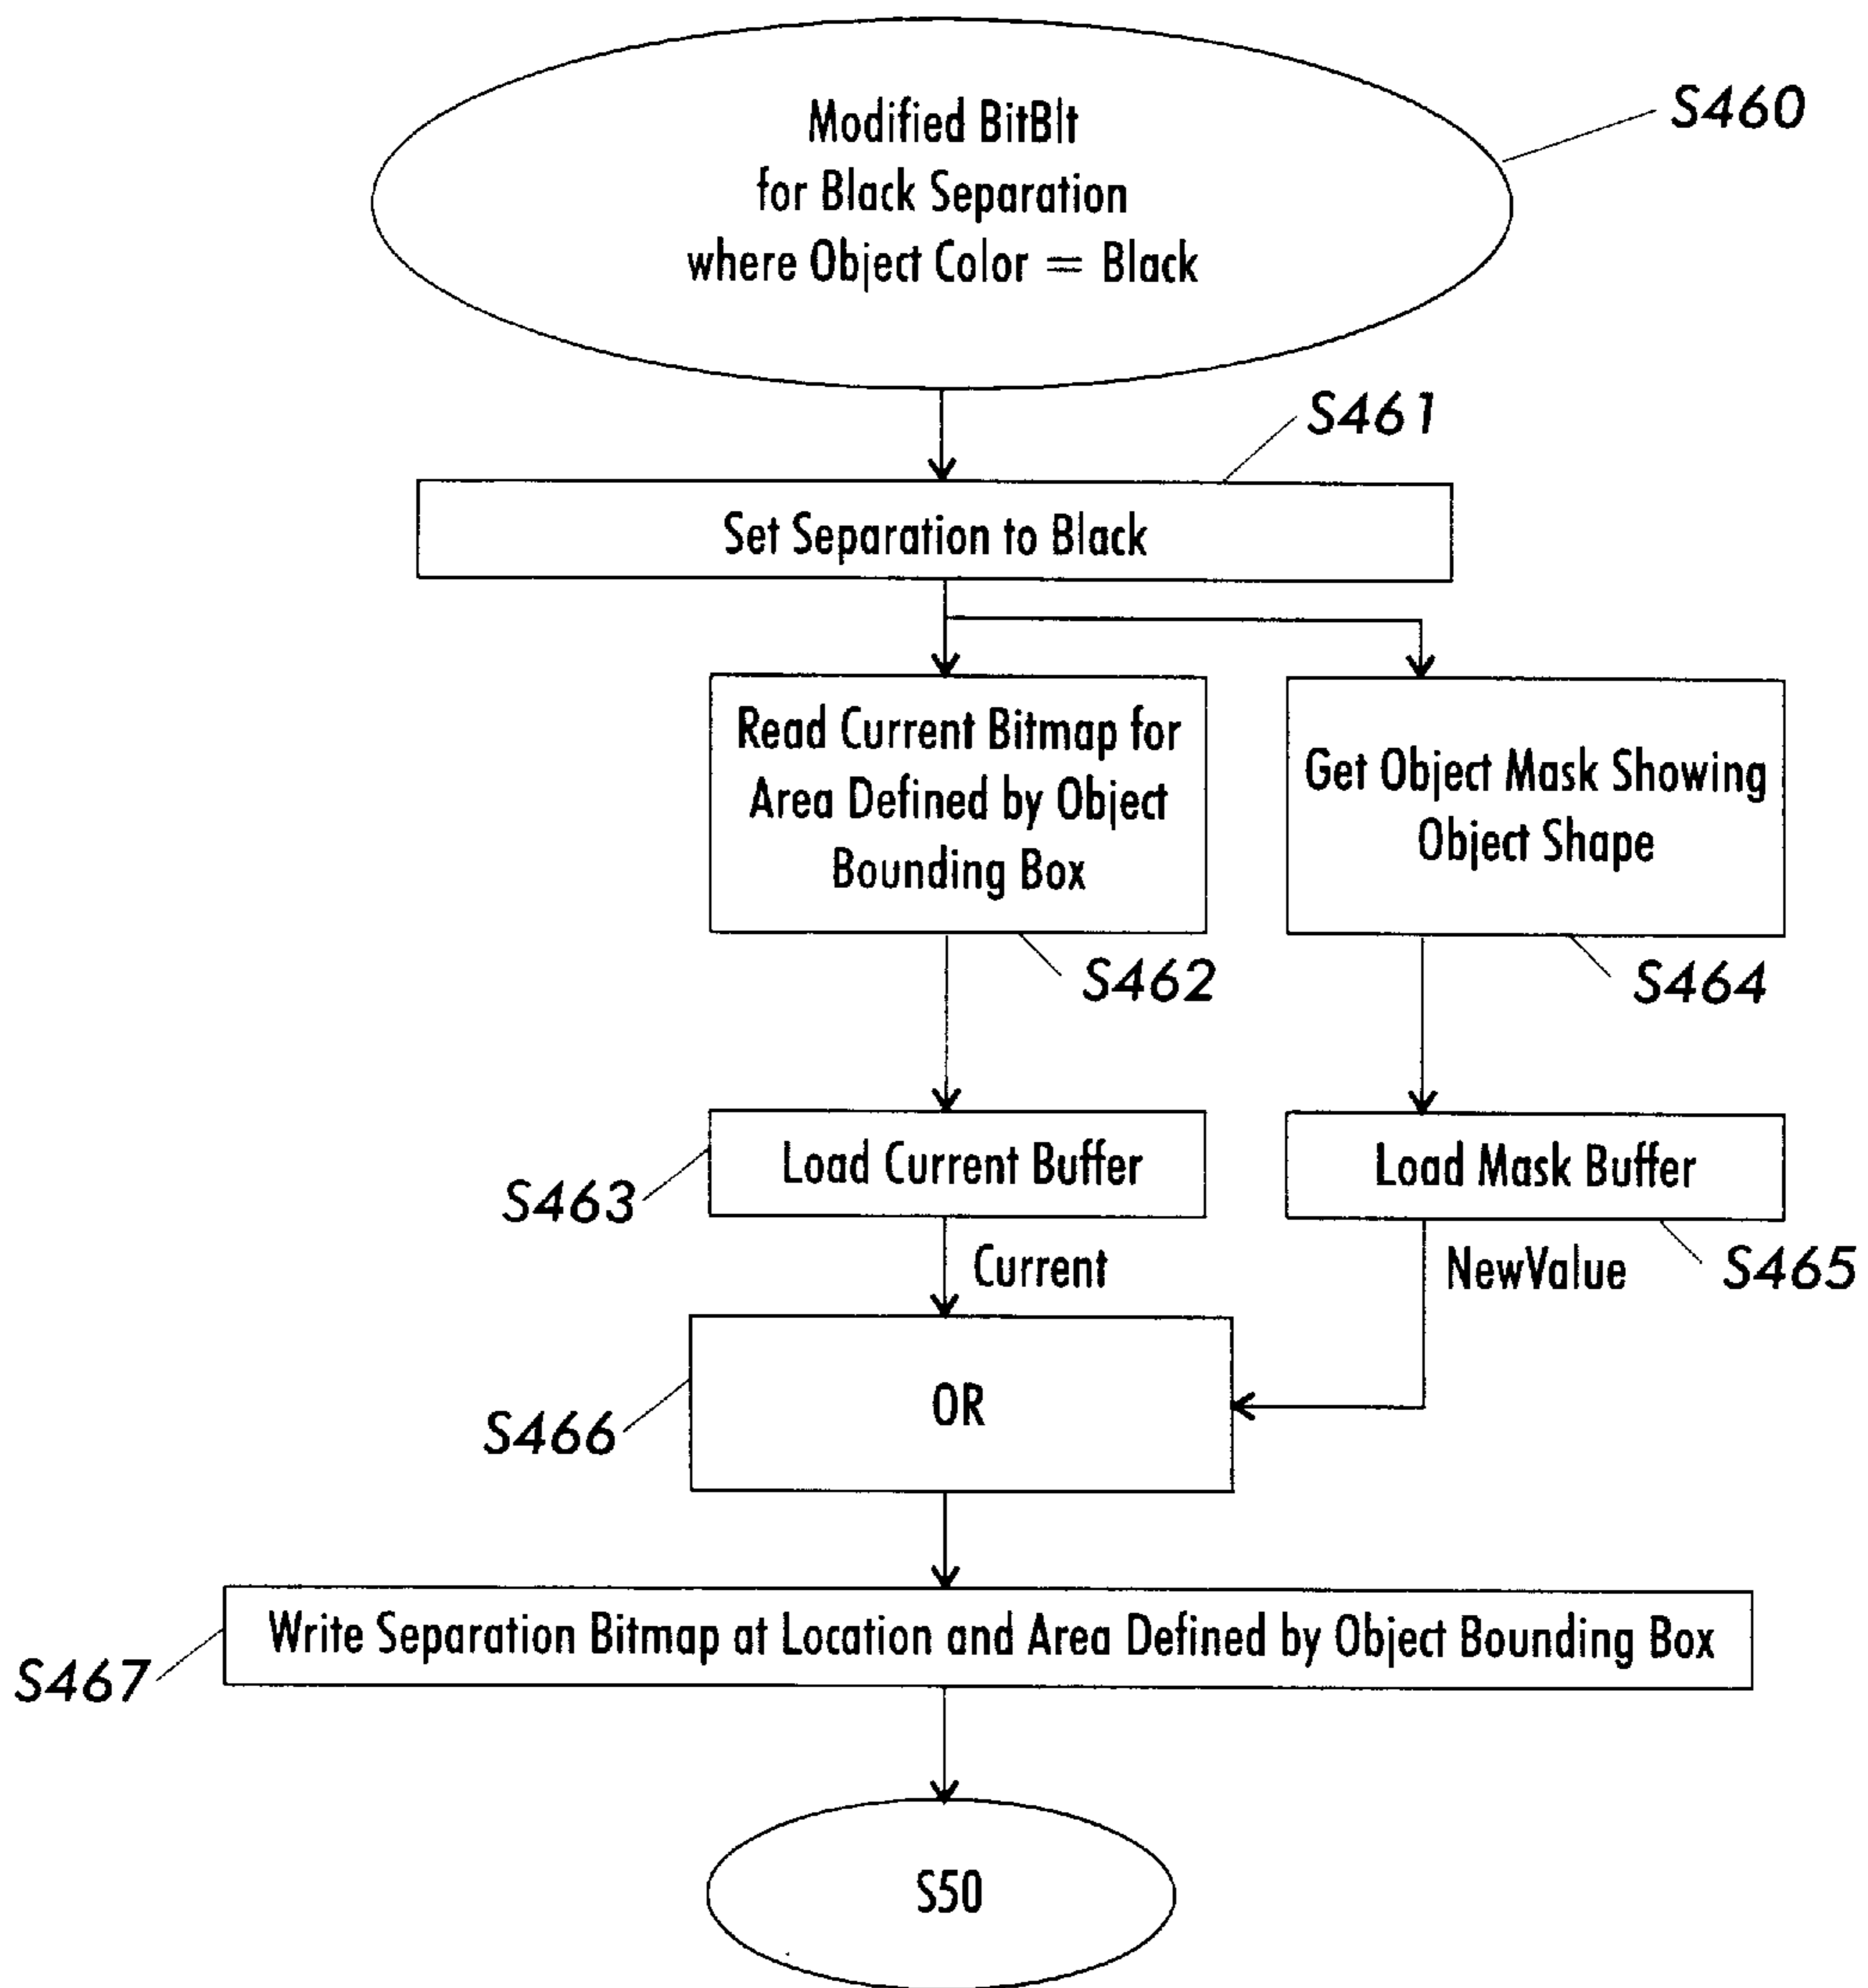 Modified BitBlt
for Black Separation
where Object Color = Black
S460
S461
Set Separation to Black
Read Current Bitmap for
Area Defined by Object
Bounding Box
S462
Get Object Mask Showing
Object Shape
S464
Load Current Buffer
S463
Load Mask Buffer
S465
Current
NewValue
OR
S466
Write Separation Bitmap at Location and Area Defined by Object Bounding Box
S467
S50